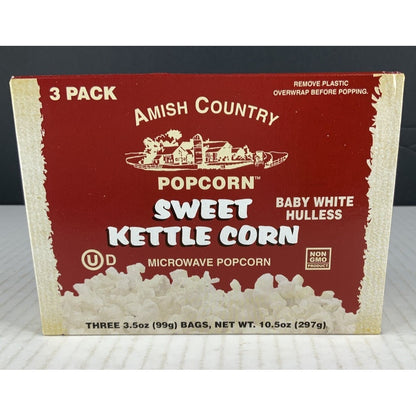 3 PACK
REMOVE PLASTIC
OVERWRAP BEFORE POPPING.
AMISH COUNTRY
POPCORN™
SWEET
KETTLE CORN
BABY WHITE
HULLESS
U D
MICROWAVE POPCORN
NON
GMO
PRODUCT
THREE 3.5oz (99g) BAGS, NET WT. 10.5oz (297g)